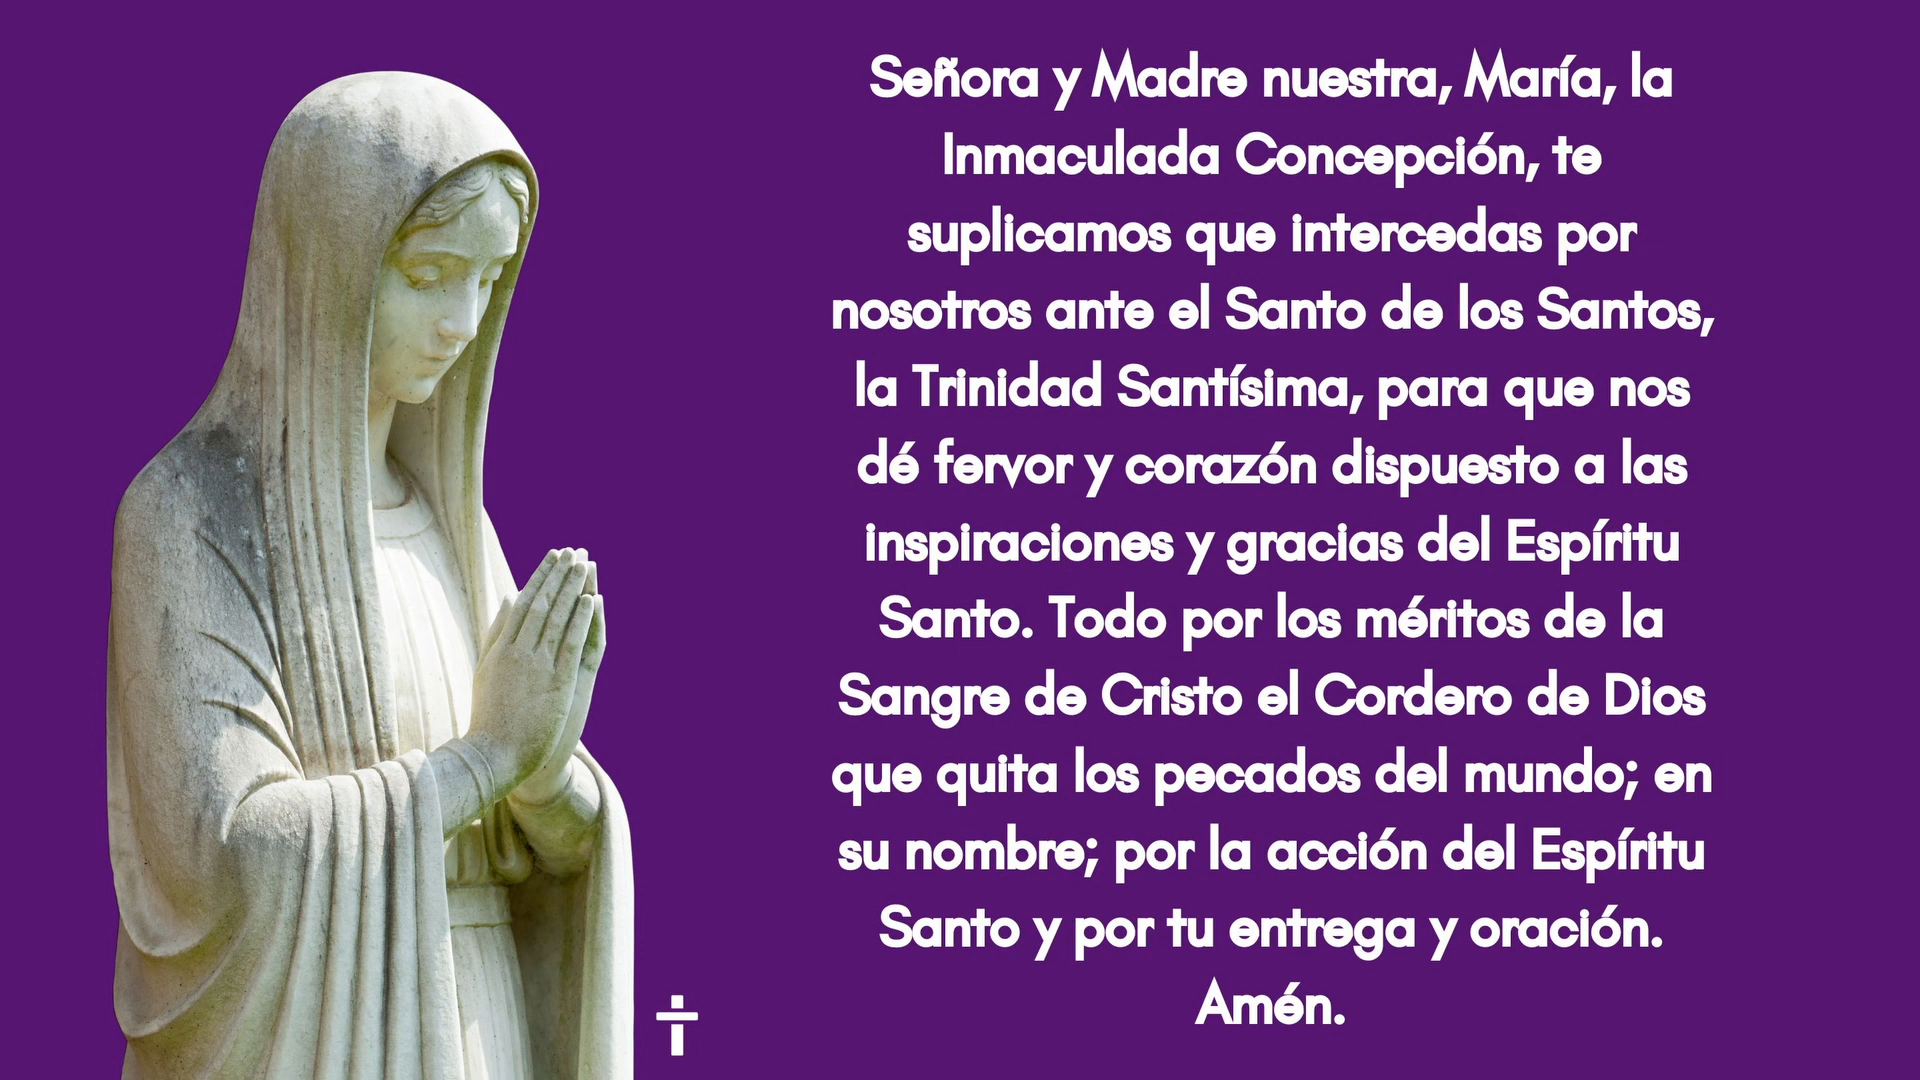 Señora y Madre nuestra, María, la
Inmaculada Concepción, te
suplicamos que intercedas por
nosotros ante el Santo de los Santos,
la Trinidad Santísima, para que nos
dé fervor y corazón dispuesto a las
inspiraciones y gracias del Espíritu
Santo. Todo por los méritos de la
Sangre de Cristo el Cordero de Dios
que quita los pecados del mundo; en
su nombre; por la acción del Espíritu
Santo y por tu entrega y oración.
Amén.